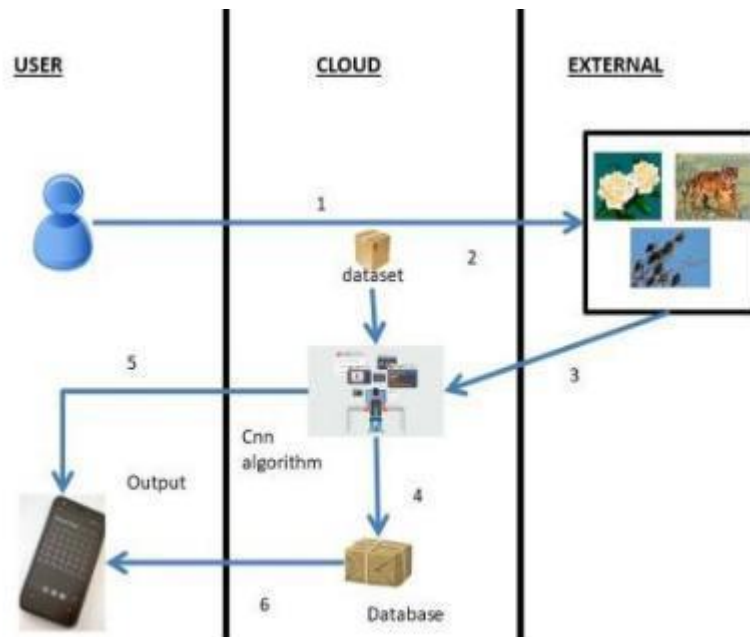 USER
CLOUD
EXTERNAL
1
2
dataset
3
5
Cnn
algorithm
Output
4
6
Database